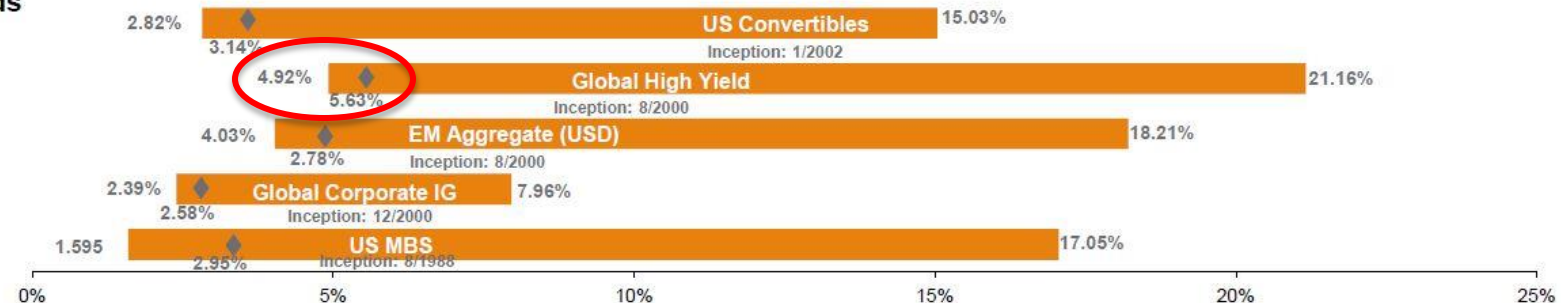 2.82% US Convertibles 15.03%
3.14% Inception: 1/2002
4.92% Global High Yield 21.16%
5.63% Inception: 8/2000
4.03% EM Aggregate (USD) 18.21%
2.78% Inception: 8/2000
2.39% Global Corporate IG 7.96%
2.58% Inception: 12/2000
1.595 US MBS 17.05%
2.95% Inception: 8/1988
0% 5% 10% 15% 20% 25%